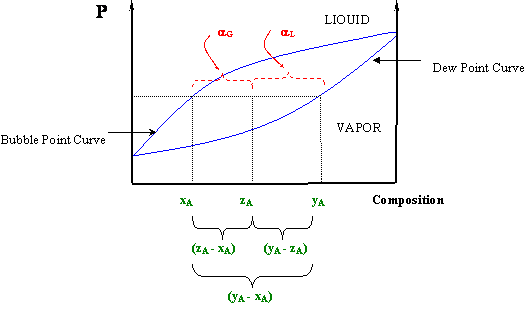 P
LIQUID
αG
αL
Dew Point Curve
VAPOR
Bubble Point Curve
xA
zA
yA
Composition
(zA - xA)
(yA - zA)
(yA - xA)